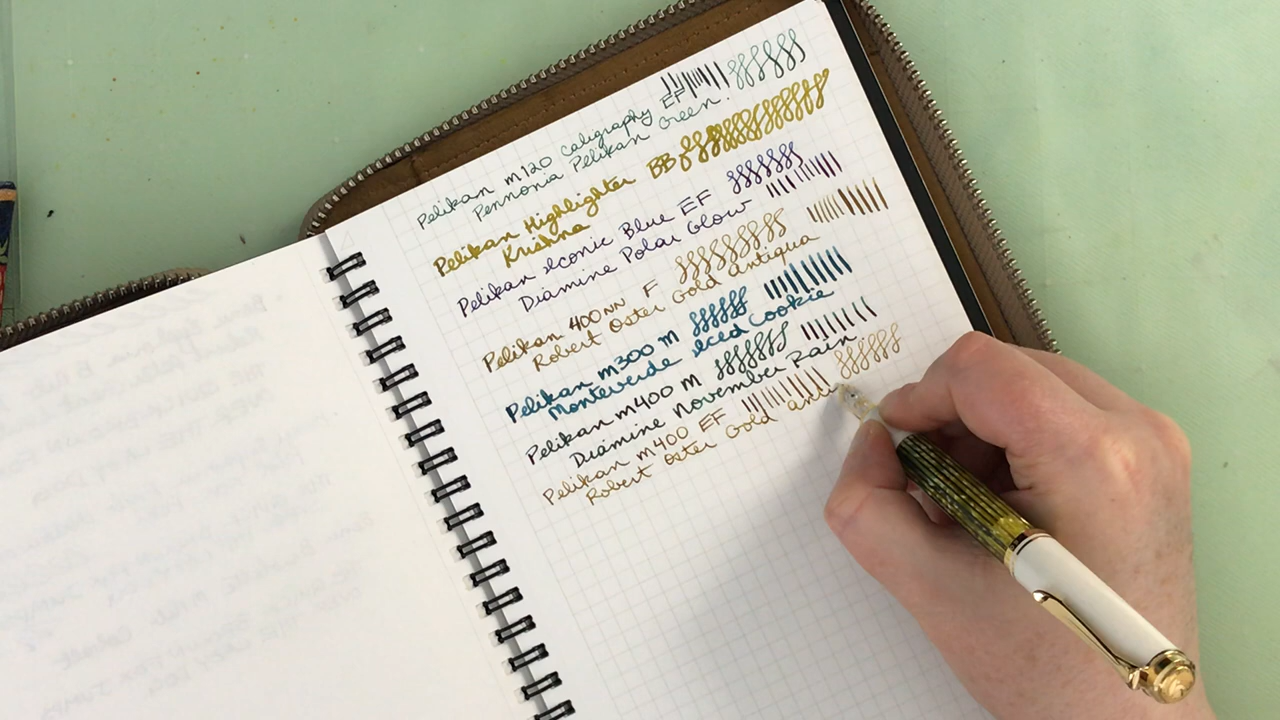 Pelikan m120 caligraphy EF
Pennonia Pelikan Green.
Pelikan Highlighter BB
Krishna
Pelikan Iconic Blue EF
Diamine Polar Glow
Pelikan 400NN F
Robert Oster Gold antiqua
Pelikan m300 M
Monteverde Iced Cookie
Pelikan m400 M
Diamine November Rain
Pelikan m400 EF
Robert Oster Gold anti